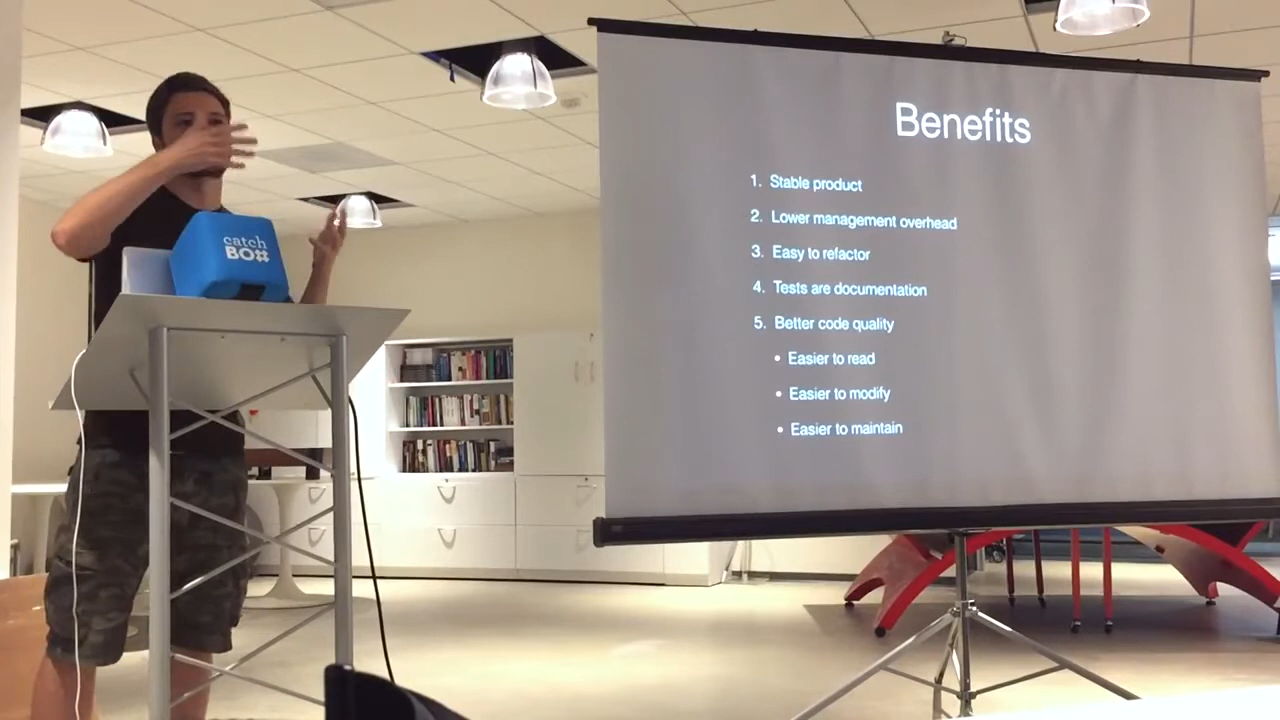 catch
BOX
Benefits
1. Stable product
2. Lower management overhead
3. Easy to refactor
4. Tests are documentation
5. Better code quality
• Easier to read
• Easier to modify
• Easier to maintain